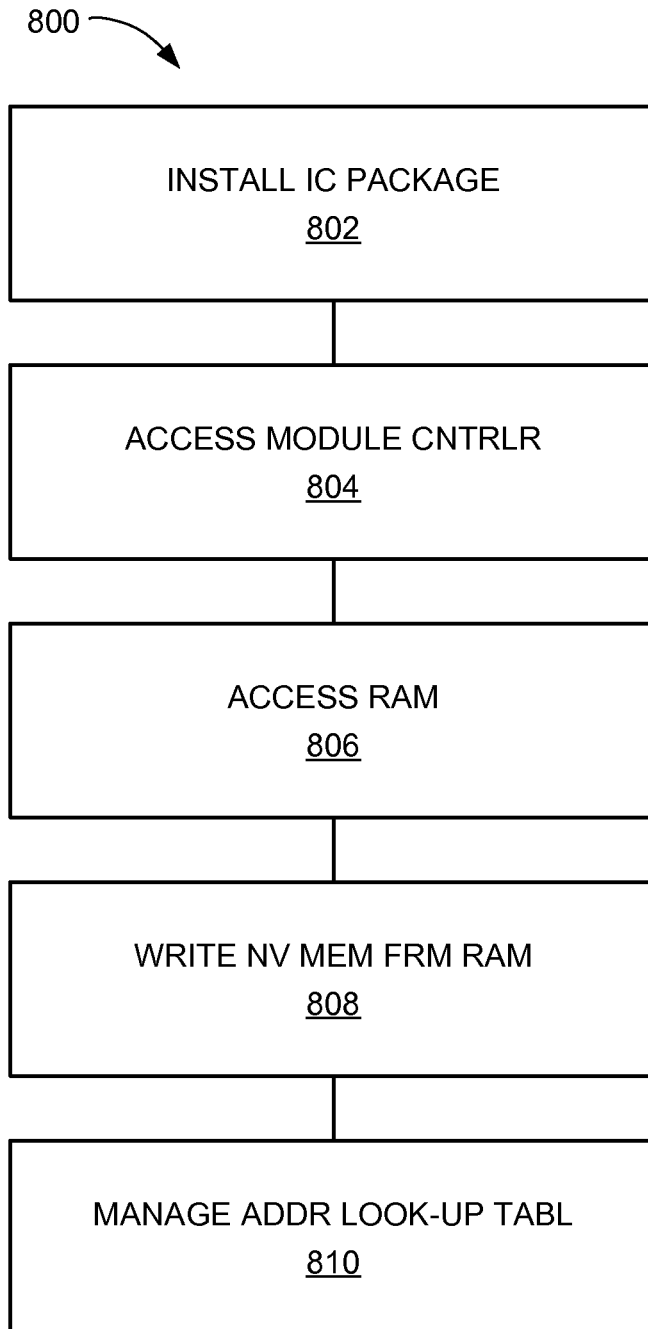 800
INSTALL IC PACKAGE
802
ACCESS MODULE CNTRLR
804
ACCESS RAM
806
WRITE NV MEM FRM RAM
808
MANAGE ADDR LOOK-UP TABL
810